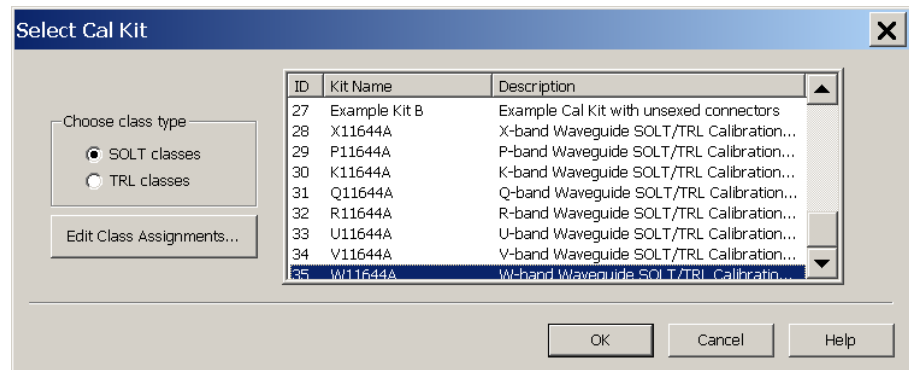 Select Cal Kit
Choose class type
SOLT classes
TRL classes
Edit Class Assignments...
ID Kit Name Description
27 Example Kit B Example Cal Kit with unsexed connectors
28 X11644A X-band Waveguide SOLT/TRL Calibration...
29 P11644A P-band Waveguide SOLT/TRL Calibration...
30 K11644A K-band Waveguide SOLT/TRL Calibration...
31 Q11644A Q-band Waveguide SOLT/TRL Calibration...
32 R11644A R-band Waveguide SOLT/TRL Calibration...
33 U11644A U-band Waveguide SOLT/TRL Calibration...
34 V11644A V-band Waveguide SOLT/TRL Calibration...
35 W11644A W-band Waveguide SOLT/TRL Calibratio...
OK Cancel Help